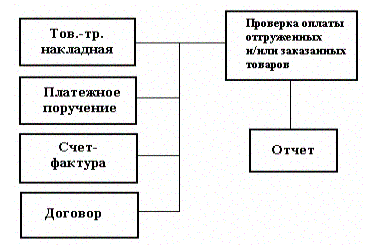 Тов.-тр.
накладная
Платежное
поручение
Счет-
фактура
Договор
Проверка оплаты
отгруженных
и/или заказанных
товаров
Отчет